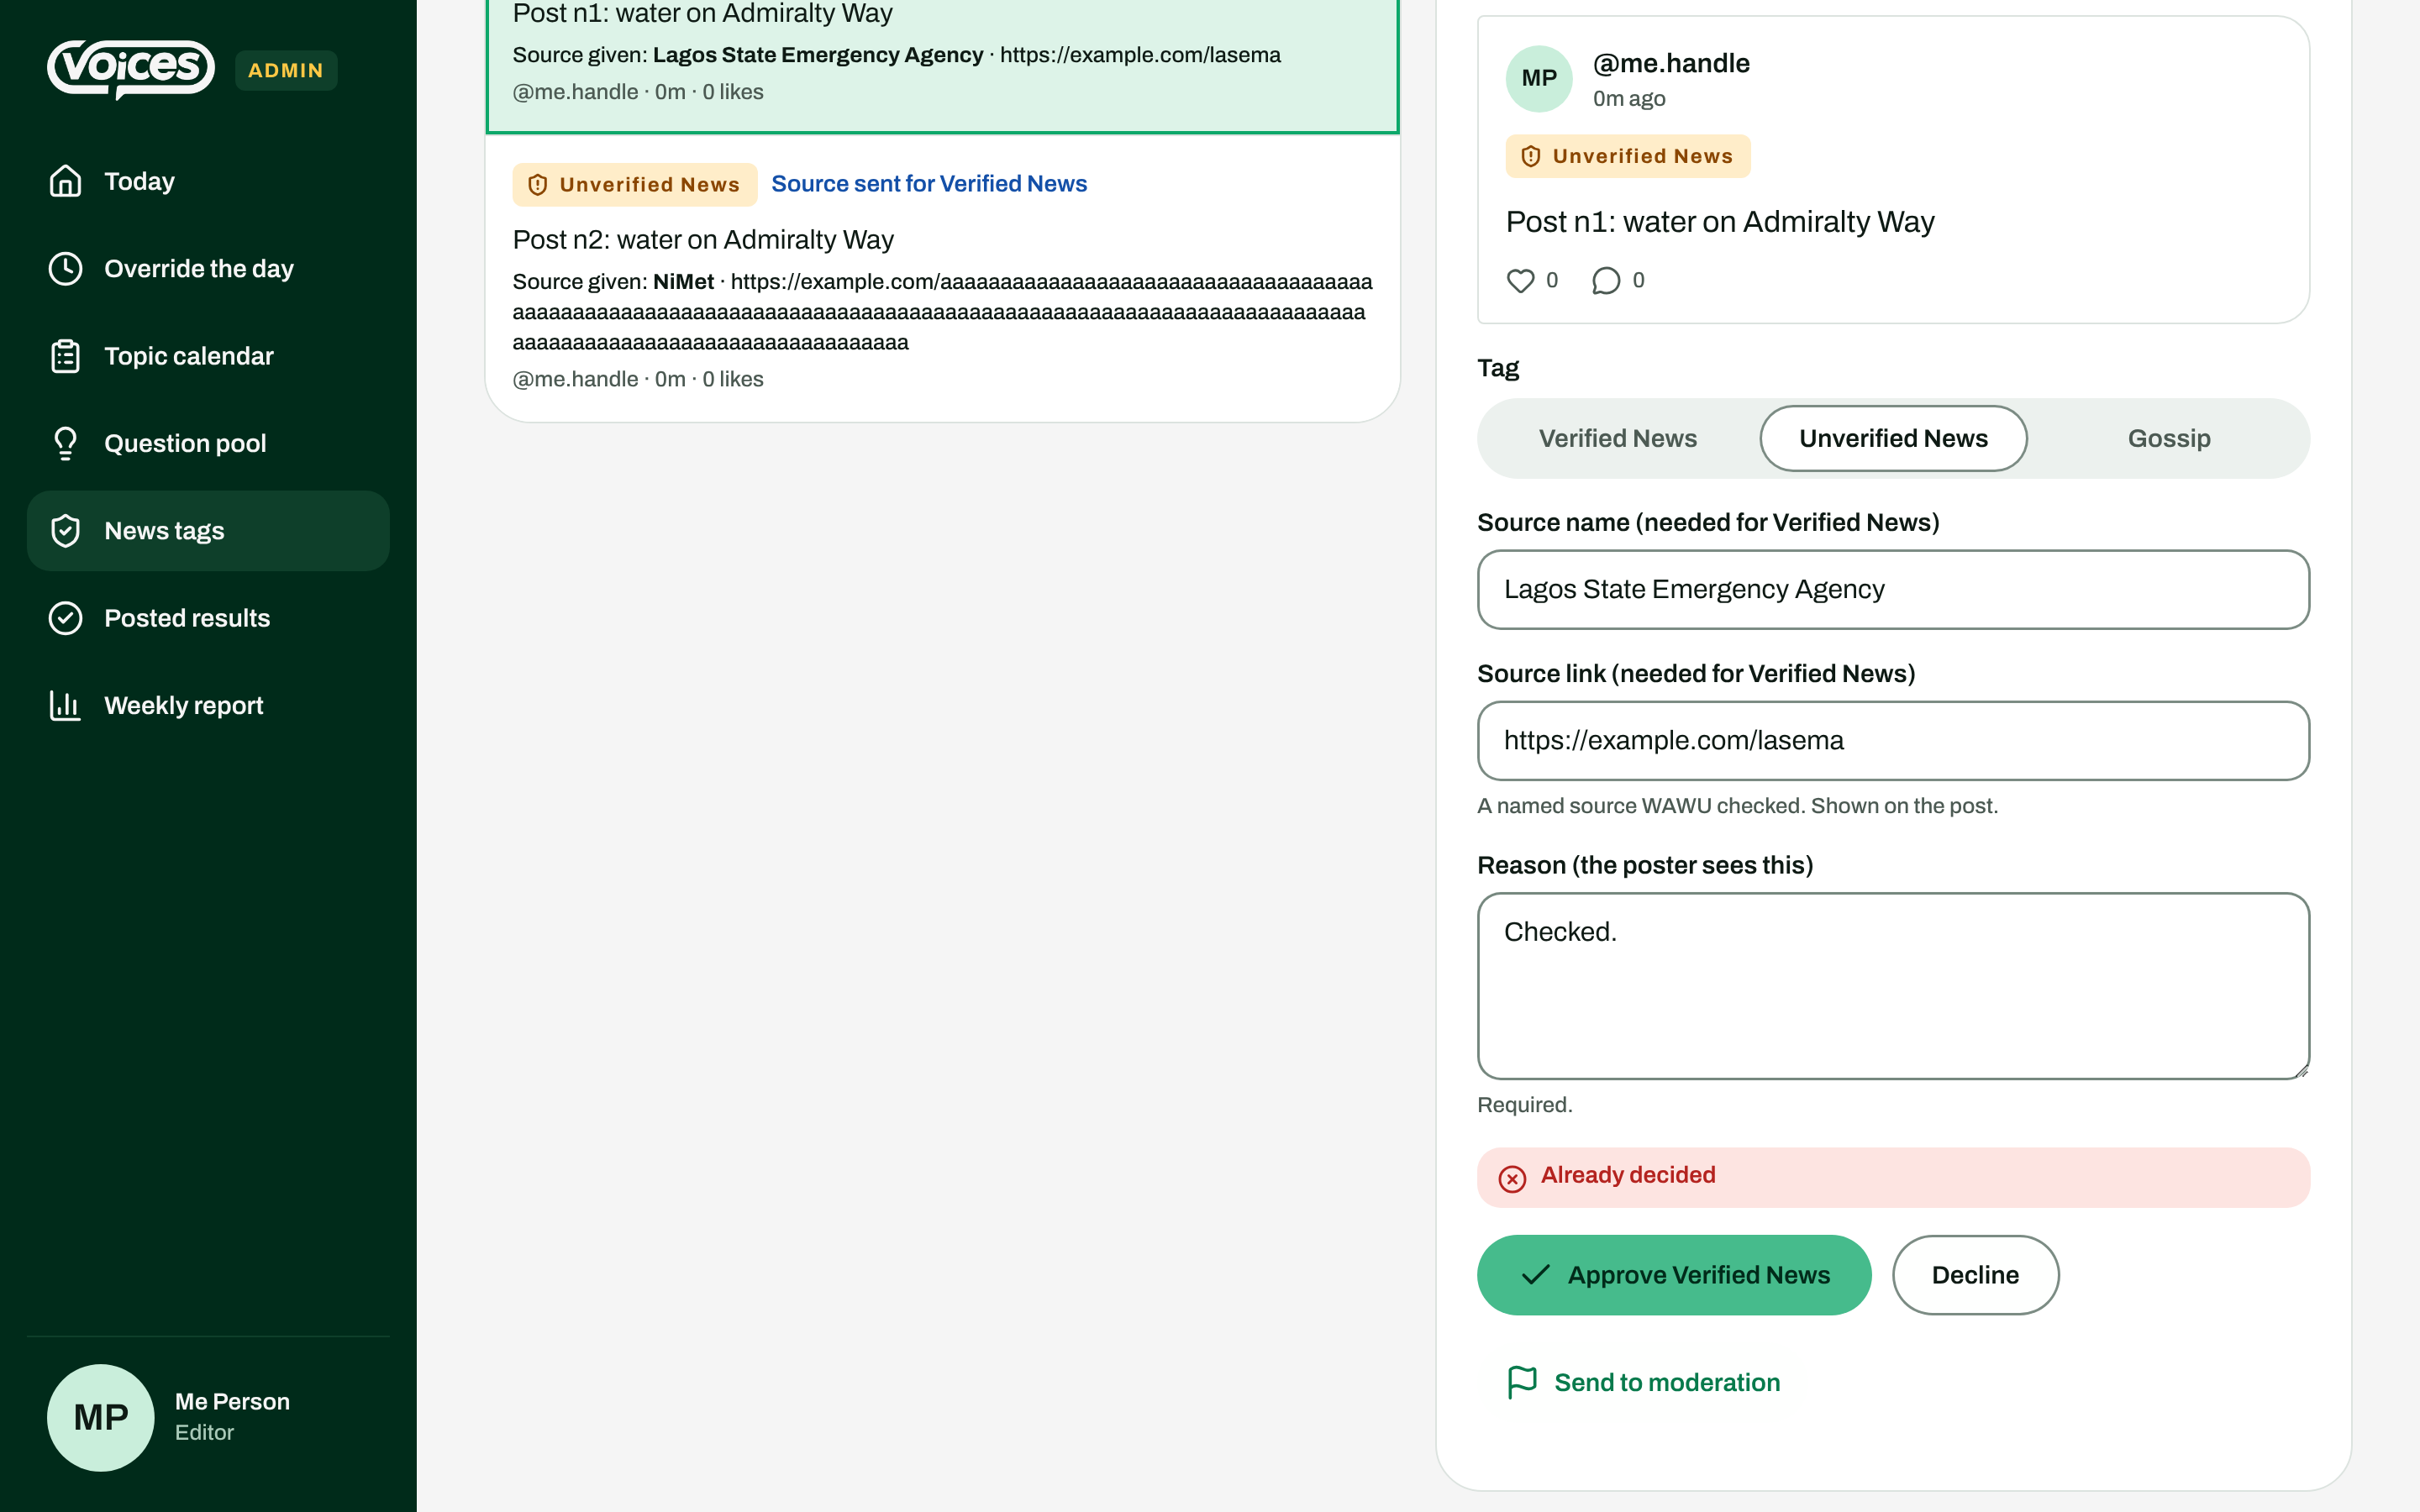 Voices
ADMIN
Today
Override the day
Topic calendar
Question pool
News tags
Posted results
Weekly report
MP
Me Person
Editor
Post n1: water on Admiralty Way
Source given: Lagos State Emergency Agency · https://example.com/lasema
@me.handle · 0m · 0 likes
Unverified News Source sent for Verified News
Post n2: water on Admiralty Way
Source given: NiMet · https://example.com/aaaaaaaaaaaaaaaaaaaaaaaaaaaaaaaaaaaa
aaaaaaaaaaaaaaaaaaaaaaaaaaaaaaaaaaaaaaaaaaaaaaaaaaaaaaaaaaaaaaaaaaaaaaa
aaaaaaaaaaaaaaaaaaaaaaaaaaaaaaaaa
@me.handle · 0m · 0 likes
MP
@me.handle
0m ago
Unverified News
Post n1: water on Admiralty Way
0 0
Tag
Verified News Unverified News Gossip
Source name (needed for Verified News)
Lagos State Emergency Agency
Source link (needed for Verified News)
https://example.com/lasema
A named source WAWU checked. Shown on the post.
Reason (the poster sees this)
Checked.
Required.
Already decided
Approve Verified News Decline
Send to moderation